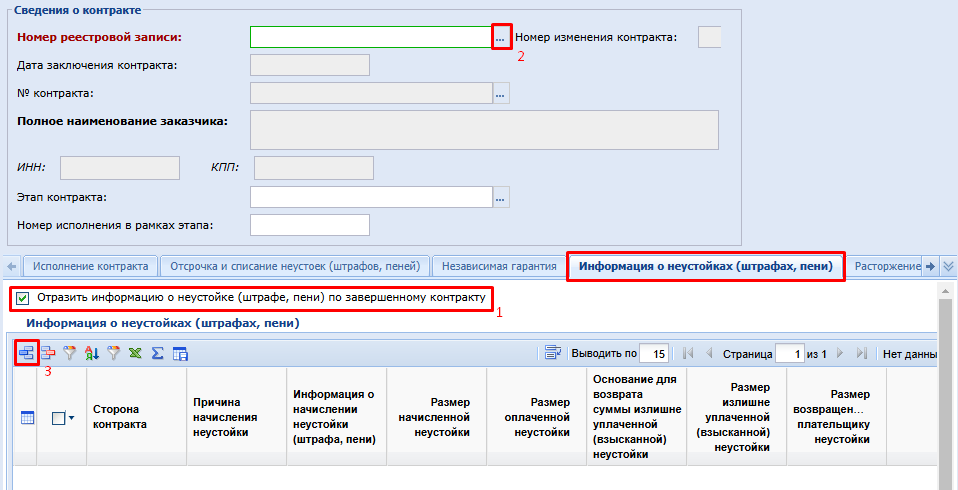 Сведения о контракте
Номер реестровой записи: ... Номер изменения контракта:
2
Дата заключения контракта:
№ контракта: ...
Полное наименование заказчика:
ИНН: КПП:
Этап контракта: ...
Номер исполнения в рамках этапа:
Исполнение контракта Отсрочка и списание неустоек (штрафов, пеней) Независимая гарантия Информация о неустойках (штрафах, пени) Расторжение
Отразить информацию о неустойке (штрафе, пени) по завершенному контракту
1
Информация о неустойках (штрафах, пени)
Выводить по 15 Страница 1 из 1 Нет данны
3
Сторона контракта
Причина начисления неустойки
Информация о начислении неустойки (штрафа, пени)
Размер начисленной неустойки
Размер оплаченной неустойки
Основание для возврата суммы излишне уплаченной (взысканной) неустойки
Размер излишне уплаченной (взысканной) неустойки
Размер возвращен... плательщику неустойки